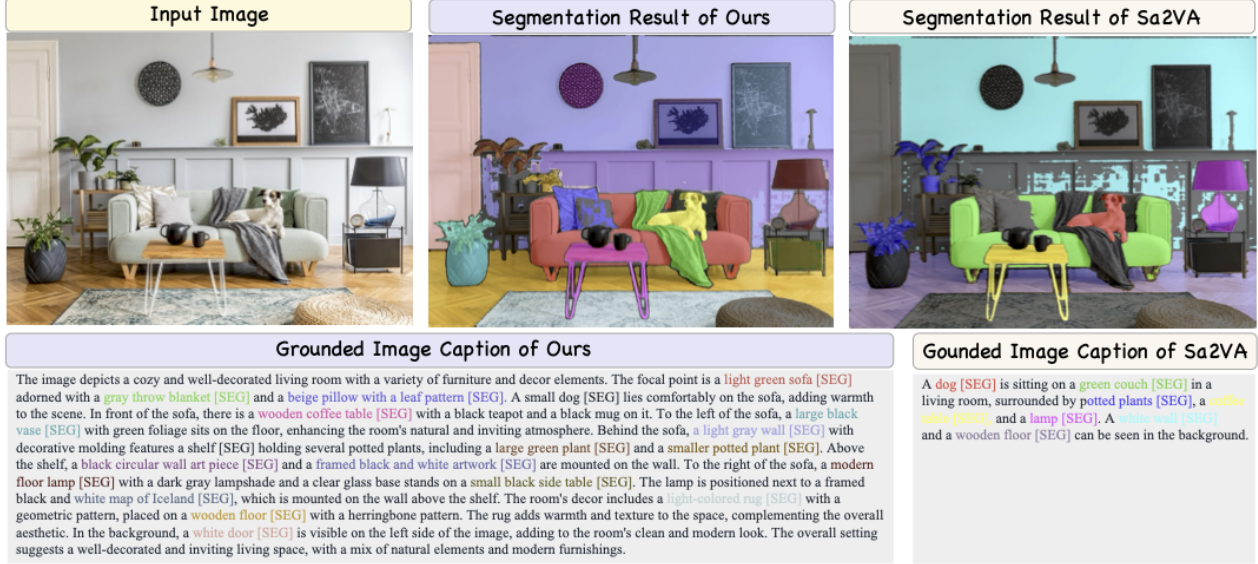 Input Image
Segmentation Result of Ours
Segmentation Result of Sa2VA
Grounded Image Caption of Ours
The image depicts a cozy and well-decorated living room with a variety of furniture and decor elements. The focal point is a light green sofa [SEG]
adorned with a gray throw blanket [SEG] and a beige pillow with a leaf pattern [SEG]. A small dog [SEG] lies comfortably on the sofa, adding warmth
to the scene. In front of the sofa, there is a wooden coffee table [SEG] with a black teapot and a black mug on it. To the left of the sofa, a large black
vase [SEG] with green foliage sits on the floor, enhancing the room's natural and inviting atmosphere. Behind the sofa, a light gray wall [SEG] with
decorative molding features a shelf [SEG] holding several potted plants, including a large green plant [SEG] and a smaller potted plant [SEG]. Above
the shelf, a black circular wall art piece [SEG] and a framed black and white artwork [SEG] are mounted on the wall. To the right of the sofa, a modern
floor lamp [SEG] with a dark gray lampshade and a clear glass base stands on a small black side table [SEG]. The lamp is positioned next to a framed
black and white map of Iceland [SEG], which is mounted on the wall above the shelf. The room's decor includes a light-colored rug [SEG] with a
geometric pattern, placed on a wooden floor [SEG] with a herringbone pattern. The rug adds warmth and texture to the space, complementing the overall
aesthetic. In the background, a white door [SEG] is visible on the left side of the image, adding to the room's clean and modern look. The overall setting
suggests a well-decorated and inviting living space, with a mix of natural elements and modern furnishings.
Gounded Image Caption of Sa2VA
A dog [SEG] is sitting on a green couch [SEG] in a
living room, surrounded by potted plants [SEG], a coffee
table [SEG], and a lamp [SEG]. A white wall [SEG]
and a wooden floor [SEG] can be seen in the background.